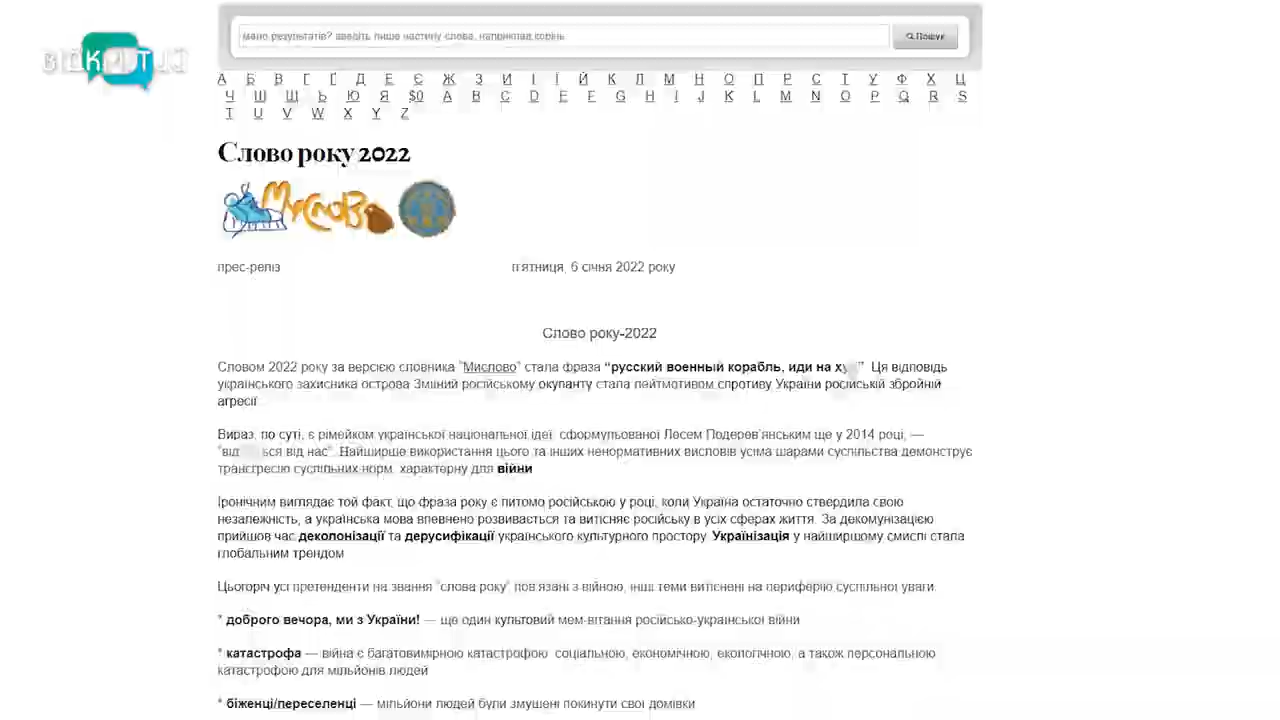 ВІДКРИТИЙ
мало результатів? введіть лише частину слова, наприклад корінь
Пошук
А Б В Г Ґ Д Е Є Ж З И І Ї Й К Л М Н О П Р С Т У Ф Х Ц
Ч Ш Щ Ь Ю Я $0 A B C D E F G H I J K L M N O P Q R S
T U V W X Y Z
Слово року 2022
Мислово
прес-реліз п'ятниця, 6 січня 2022 року
Слово року-2022
Словом 2022 року за версією словника "Мислово" стала фраза “русский военный корабль, иди на ху” Ця відповідь
українського захисника острова Зміїний російському окупанту стала лейтмотивом спротиву України російській збройній
агресії
Вираз, по суті, є рімейком української національної ідеї, сформульованої Лесем Подерев'янським ще у 2014 році, —
"від ься від нас". Найширше використання цього та інших ненормативних висловів усіма шарами суспільства демонструє
трансгресію суспільних норм, характерну для війни
Іронічним виглядає той факт, що фраза року є питомо російською у році, коли Україна остаточно ствердила свою
незалежність, а українська мова впевнено розвивається та витісняє російську в усіх сферах життя. За декомунізацією
прийшов час деколонізації та дерусифікації українського культурного простору. Українізація у найширшому смислі стала
глобальним трендом
Цьогоріч усі претенденти на звання "слова року" пов'язані з війною, інші теми витіснені на периферію суспільної уваги.
* доброго вечора, ми з України! — ще один культовий мем-вітання російсько-української війни
* катастрофа — війна є багатовимірною катастрофою: соціальною, економічною, екологічною, а також персональною
катастрофою для мільйонів людей
* біженці/переселенці — мільйони людей були змушені покинути свої домівки